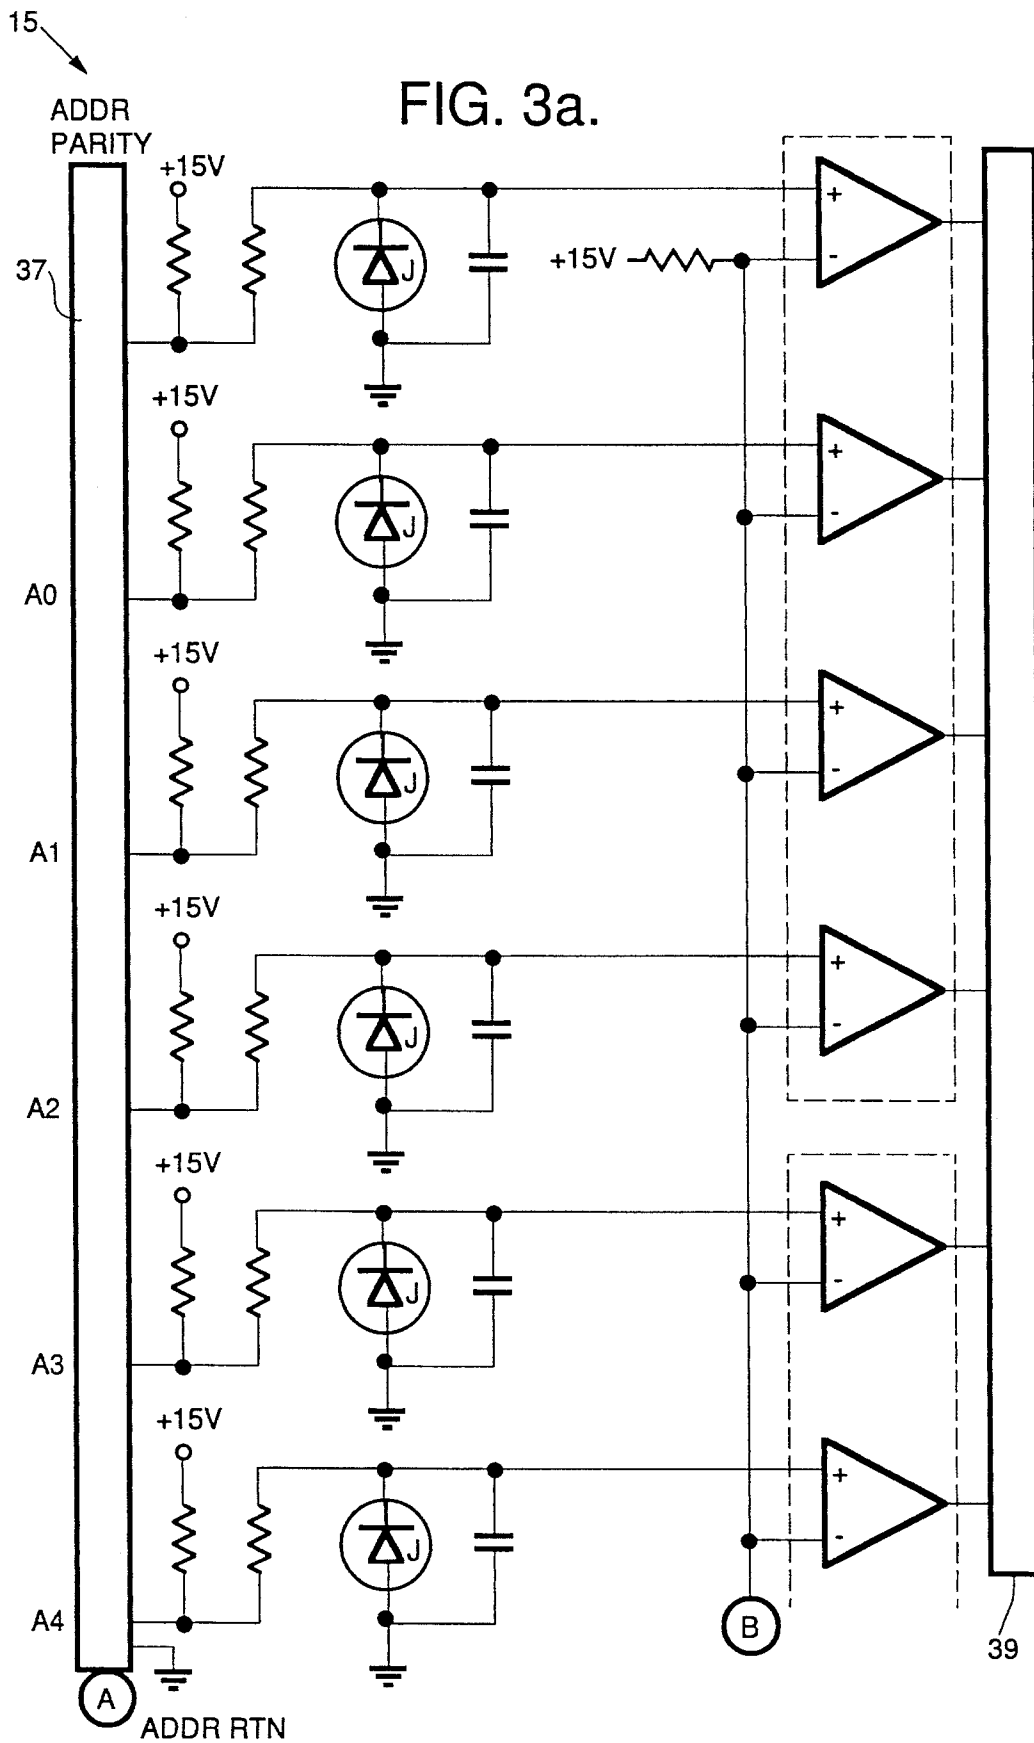 15
FIG. 3a.
ADDR
PARITY
+15V
+
37
J
+15V
-
+15V
+
J
-
A0
+15V
+
J
-
A1
+15V
+
J
-
A2
+15V
+
J
-
A3
+15V
+
J
-
A4
B
39
A
ADDR RTN